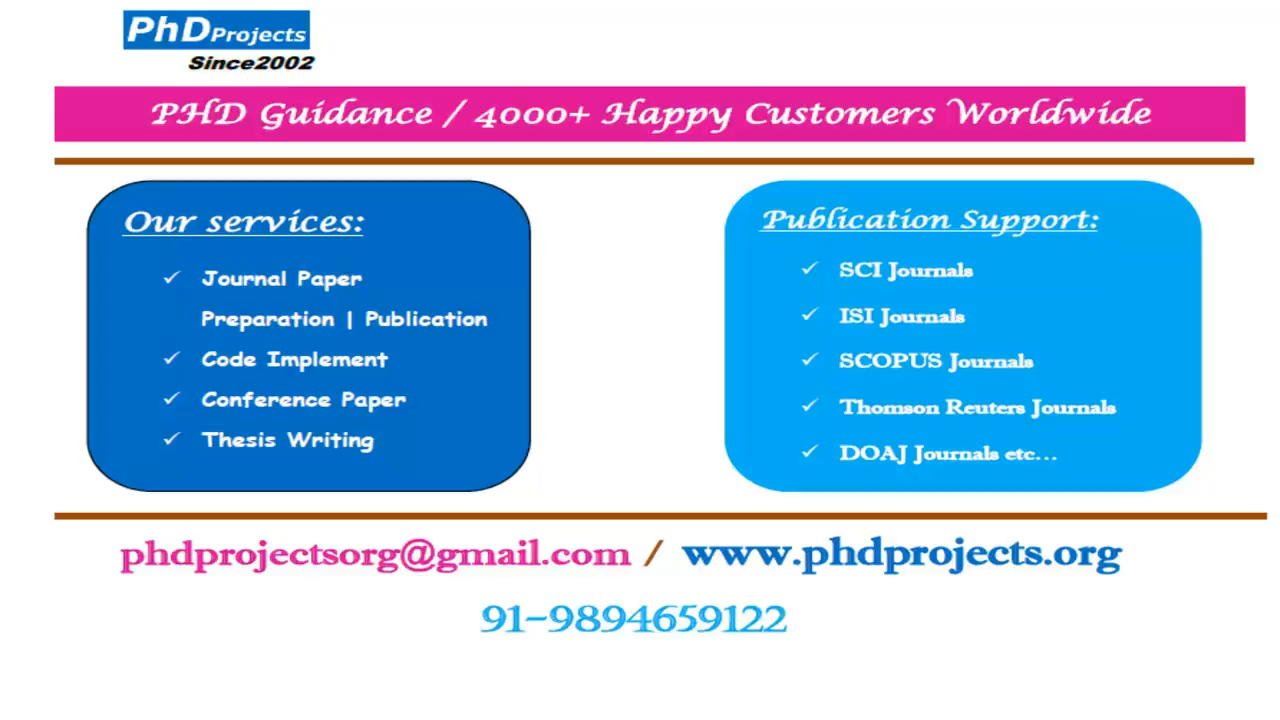 PhDProjects
Since2002
PHD Guidance / 4000+ Happy Customers Worldwide
Our services:
✓ Journal Paper
Preparation | Publication
✓ Code Implement
✓ Conference Paper
✓ Thesis Writing
Publication Support:
✓ SCI Journals
✓ ISI Journals
✓ SCOPUS Journals
✓ Thomson Reuters Journals
✓ DOAJ Journals etc...
phdprojectsorg@gmail.com / www.phdprojects.org
91-9894659122